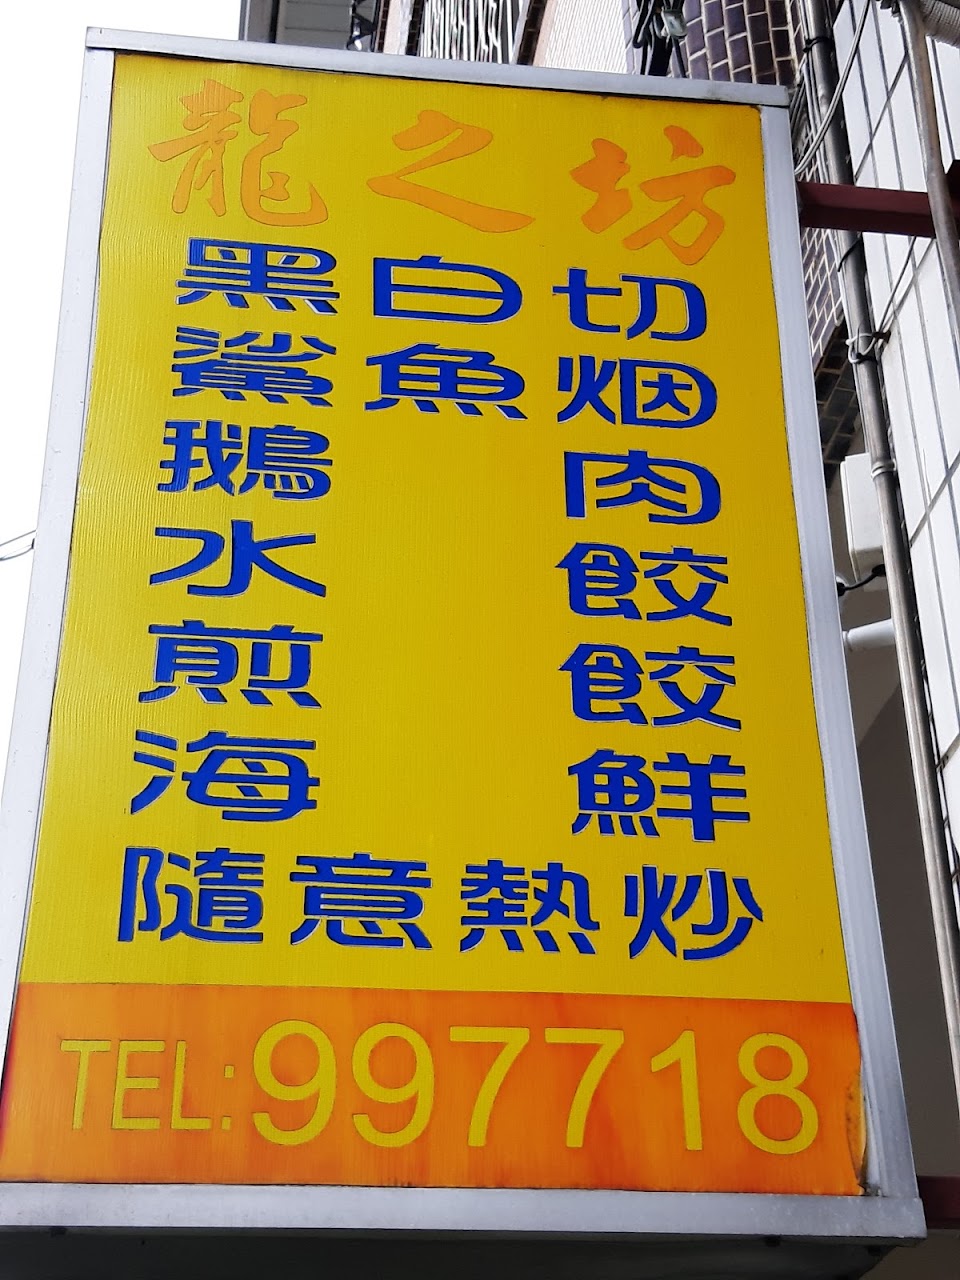 龍之坊
黑白切
鯊魚烟
鵝肉
水餃
煎餃
海鮮
隨意熱炒
TEL:997718